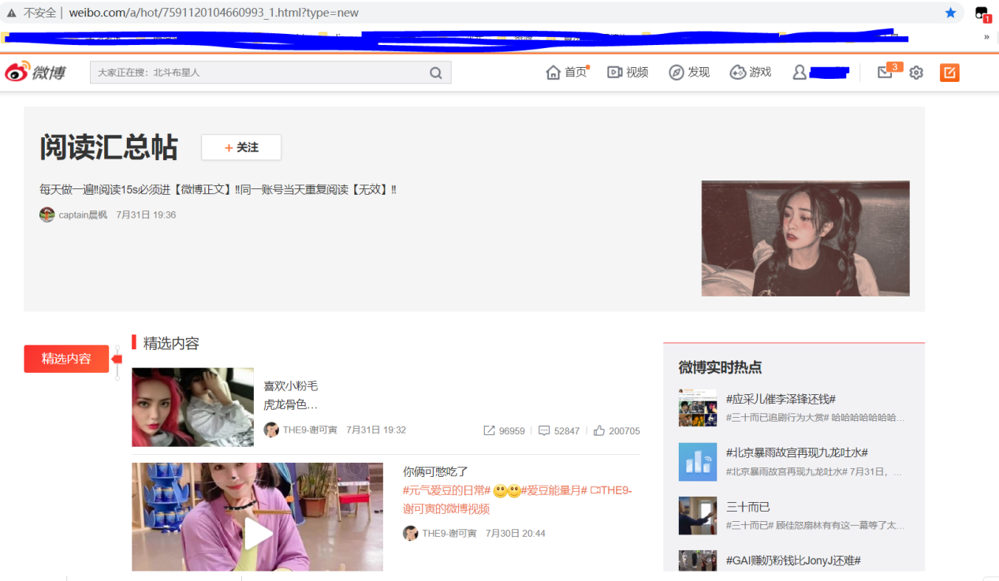 不安全 | weibo.com/a/hot/7591120104660993_1.html?type=new
»
微博
大家正在搜：北斗布星人
首页
视频
发现
游戏
3
1
阅读汇总帖
+ 关注
每天做一遍‼阅读15s必须进【微博正文】‼同一账号当天重复阅读【无效】‼
captain晨枫 7月31日 19:36
精选内容
精选内容
喜欢小粉毛
虎龙骨色…
THE9-谢可寅 7月31日 19:32
96959
52847
200705
你俩可憋吃了
#元气爱豆的日常# #爱豆能量月# THE9-
谢可寅的微博视频
THE9-谢可寅 7月30日 20:44
微博实时热点
#应采儿催李泽锋还钱#
#三十而已追剧行为大赏# 哈哈哈哈哈哈哈…
#北京暴雨故宫再现九龙吐水#
#北京暴雨故宫再现九龙吐水# 7月31日，…
三十而已
#三十而已# 顾佳怒扇林有有这一幕等了太…
#GAI赚奶粉钱比JonyJ还难#